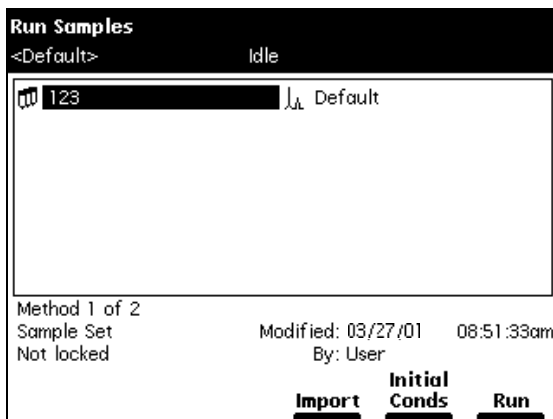 Run Samples
<Default> Idle
123 Default
Method 1 of 2
Sample Set Modified: 03/27/01 08:51:33am
Not locked By: User
Import Initial Conds Run